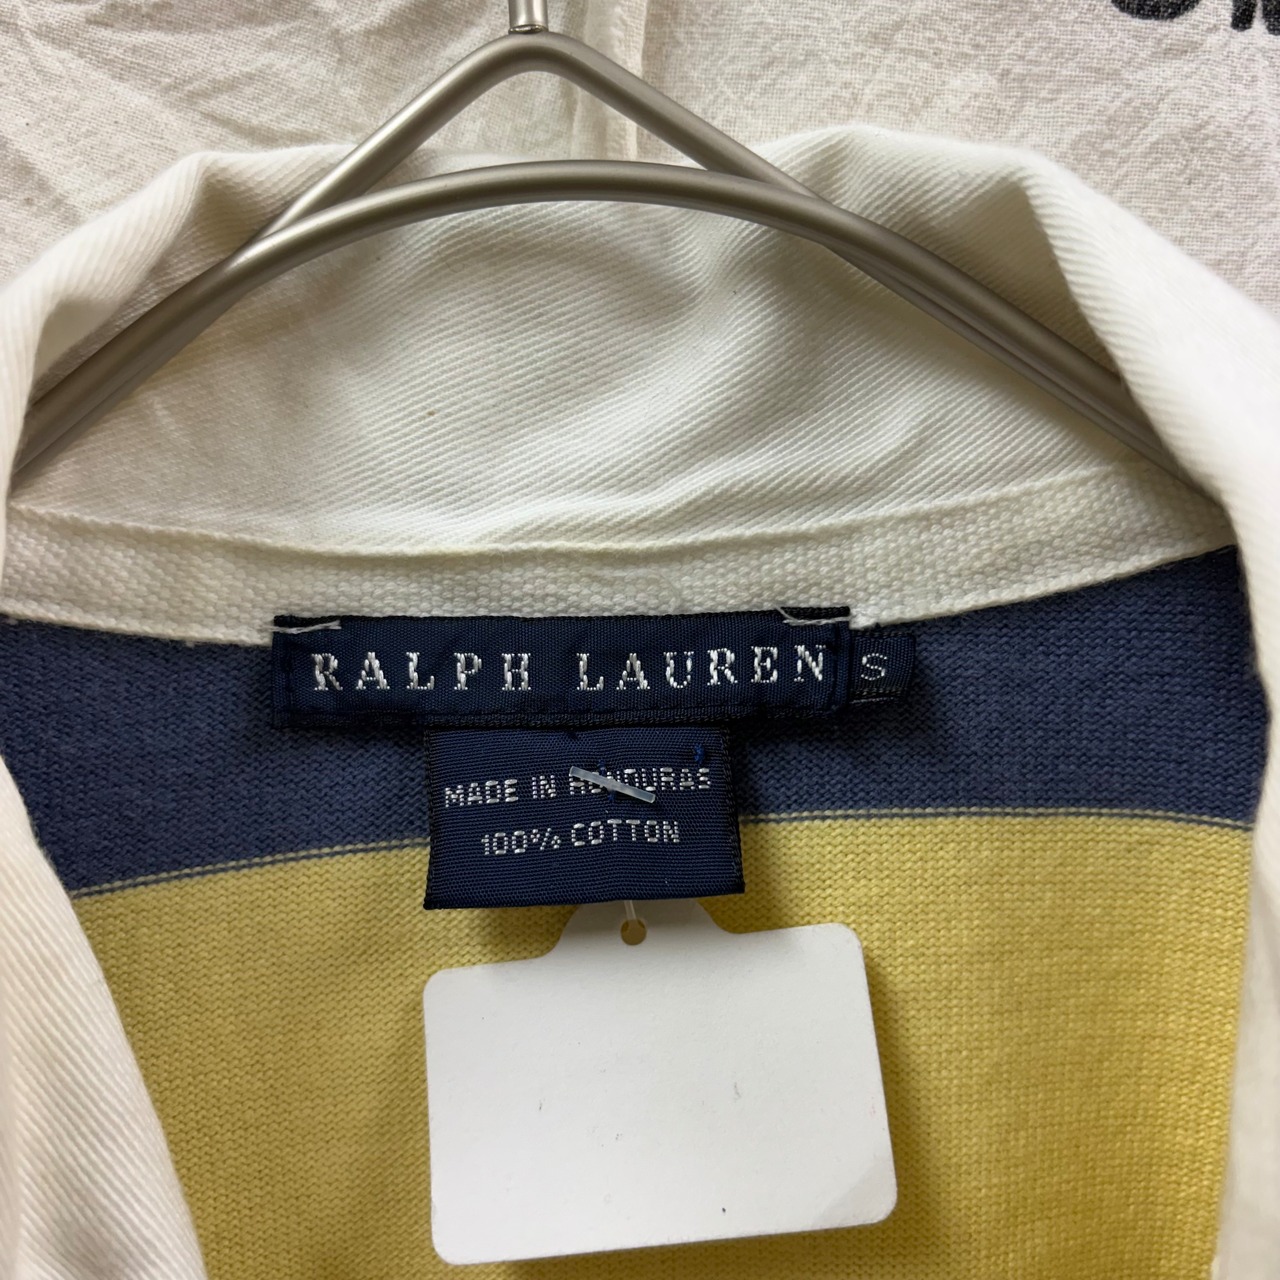 RALPH LAUREN
S
MADE IN HONDURAS
100% COTTON